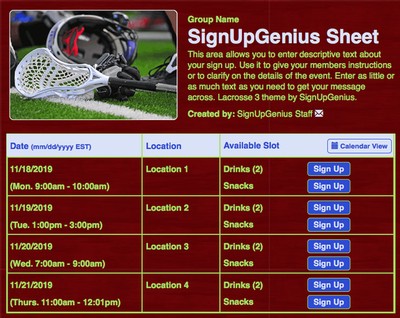 Group Name
SignUpGenius Sheet
This area allows you to enter descriptive text about
your sign up. Use it to give your members instructions
or to clarify on the details of the event. Enter as little or
as much text as you need to get your message
across. Lacrosse 3 theme by SignUpGenius.
Created by: SignUpGenius Staff
Date (mm/dd/yyyy EST) Location Available Slot Calendar View
11/18/2019 Location 1 Drinks (2) Sign Up
(Mon. 9:00am - 10:00am) Snacks Sign Up
11/19/2019 Location 2 Drinks (2) Sign Up
(Tue. 1:00pm - 3:00pm) Snacks Sign Up
11/20/2019 Location 3 Drinks (2) Sign Up
(Wed. 7:00am - 9:00am) Snacks Sign Up
11/21/2019 Location 4 Drinks (2) Sign Up
(Thurs. 11:00am - 12:01pm) Snacks Sign Up